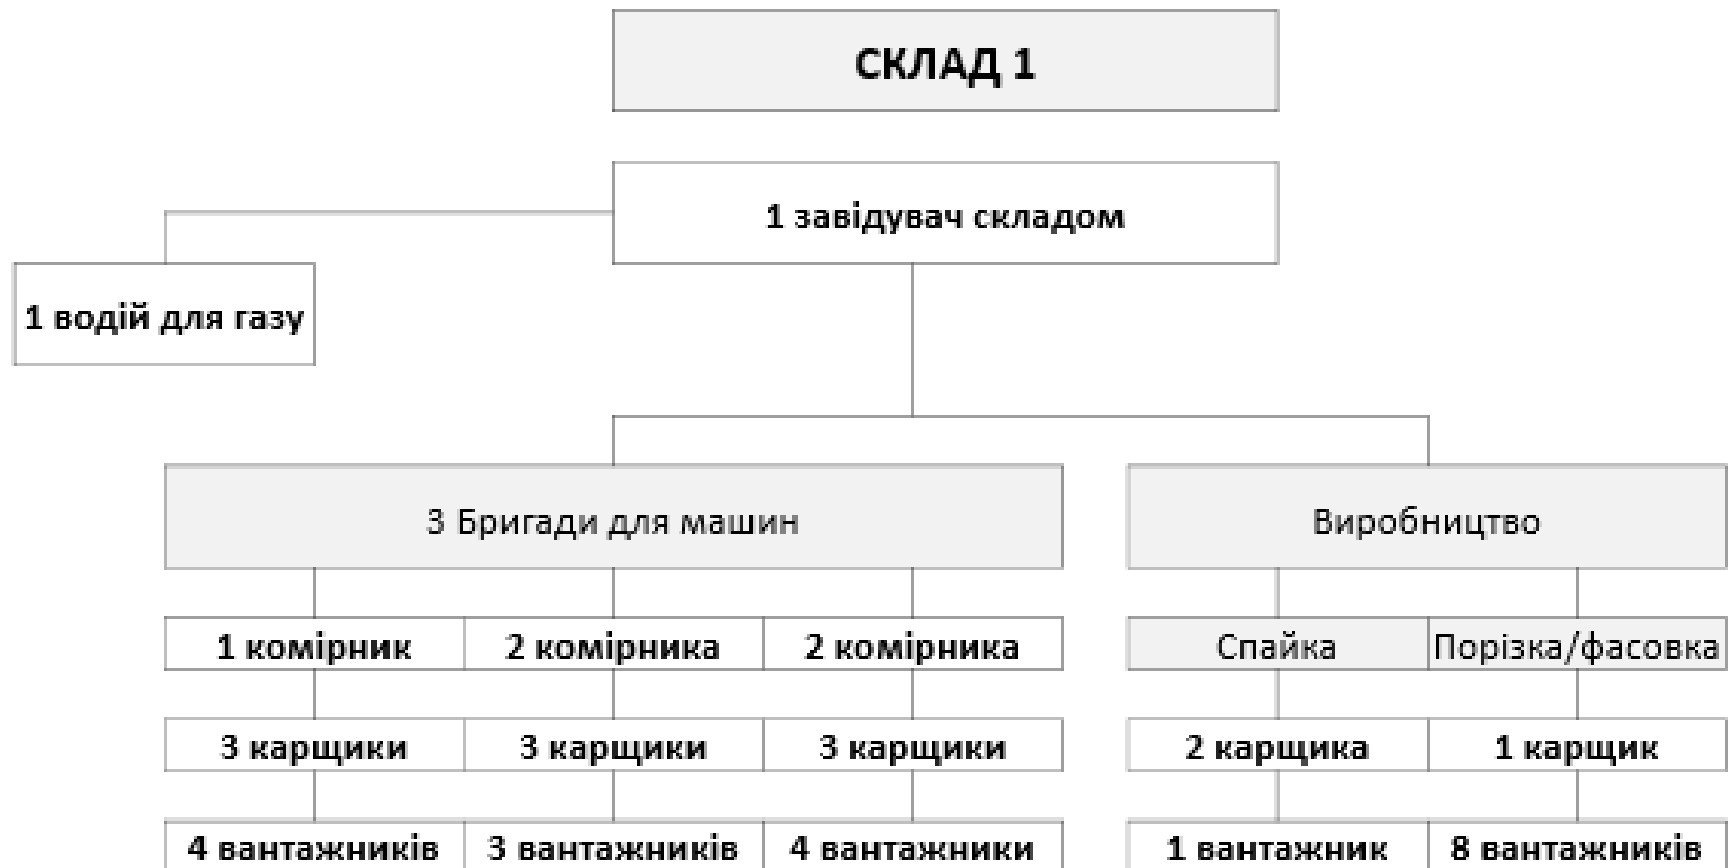 СКЛАД 1
1 завідувач складом
1 водій для газу
3 Бригади для машин
Виробництво
1 комірник
2 комірника
2 комірника
Спайка
Порізка/фасовка
3 карщики
3 карщики
3 карщики
2 карщика
1 карщик
4 вантажників
3 вантажників
4 вантажники
1 вантажник
8 вантажників